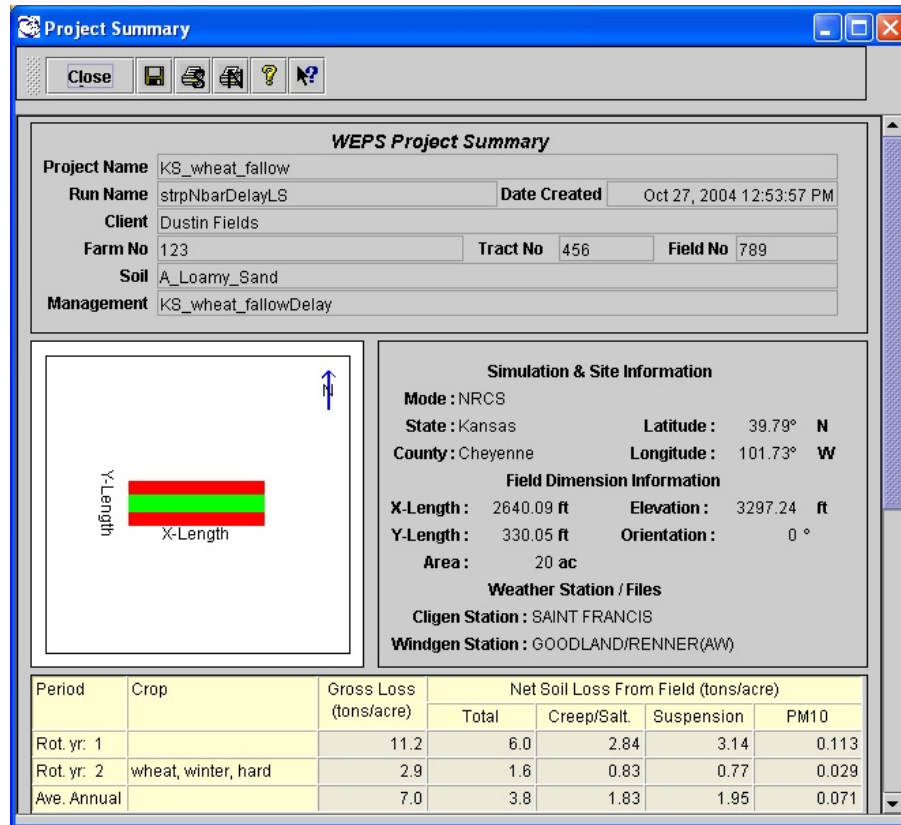 Project Summary
Close
WEPS Project Summary
Project Name KS_wheat_fallow
Run Name strpNbarDelayLS Date Created Oct 27, 2004 12:53:57 PM
Client Dustin Fields
Farm No 123 Tract No 456 Field No 789
Soil A_Loamy_Sand
Management KS_wheat_fallowDelay
N
Y-Length
X-Length
Simulation & Site Information
Mode : NRCS
State : Kansas Latitude : 39.79° N
County : Cheyenne Longitude : 101.73° W
Field Dimension Information
X-Length : 2640.09 ft Elevation : 3297.24 ft
Y-Length : 330.05 ft Orientation : 0 °
Area : 20 ac
Weather Station / Files
Cligen Station : SAINT FRANCIS
Windgen Station : GOODLAND/RENNER(AW)
Period Crop Gross Loss Net Soil Loss From Field (tons/acre)
(tons/acre) Total Creep/Salt. Suspension PM10
Rot. yr: 1 11.2 6.0 2.84 3.14 0.113
Rot. yr: 2 wheat, winter, hard 2.9 1.6 0.83 0.77 0.029
Ave. Annual 7.0 3.8 1.83 1.95 0.071